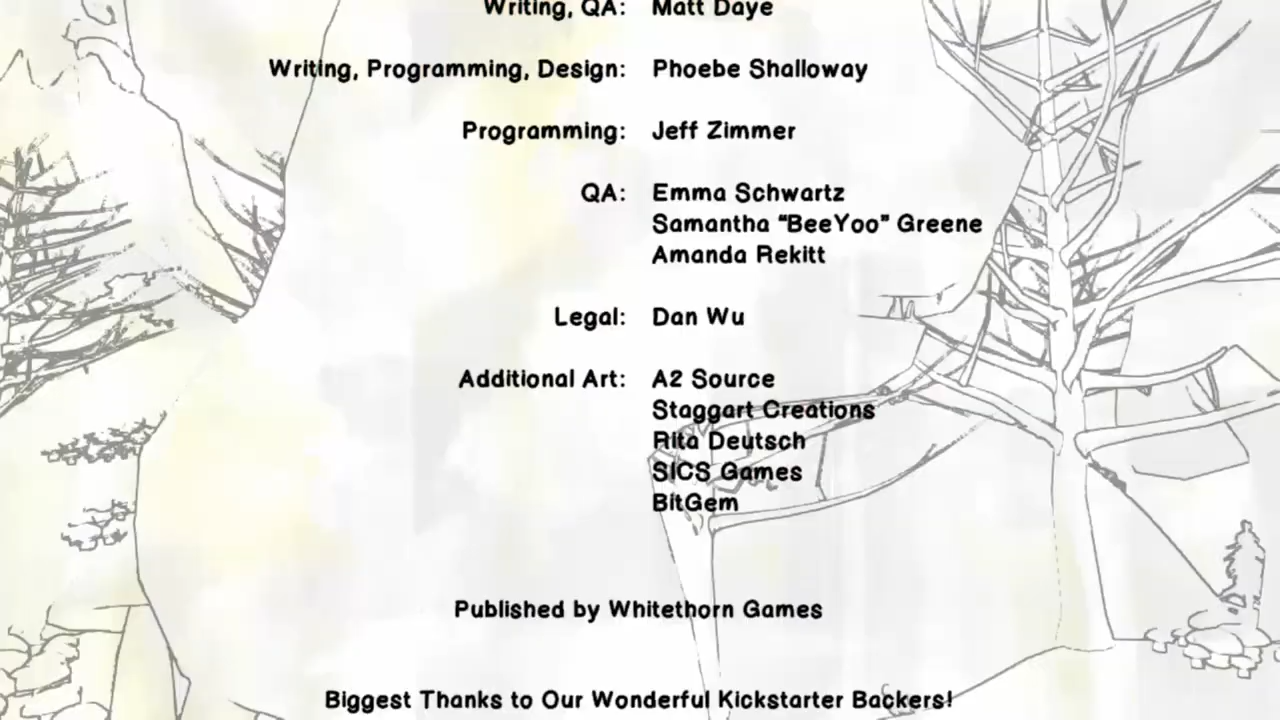 Writing, QA: Matt Daye
Writing, Programming, Design: Phoebe Shalloway
Programming: Jeff Zimmer
QA: Emma Schwartz
Samantha "BeeYoo" Greene
Amanda Rekitt
Legal: Dan Wu
Additional Art: A2 Source
Staggart Creations
Rita Deutsch
SICS Games
BitGem
Published by Whitethorn Games
Biggest Thanks to Our Wonderful Kickstarter Backers!